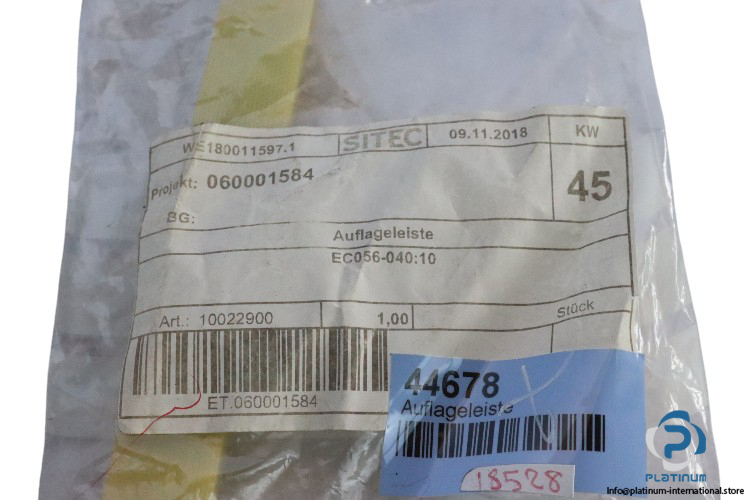 WE180011597.1
SITEC
09.11.2018
KW
Projekt: 060001584
45
BG:
Auflageleiste
EC056-040:10
Art.: 10022900
1,00
Stück
ET.060001584
44678
Auflageleiste
18528
PLATINUM
Info@platinum-international.store